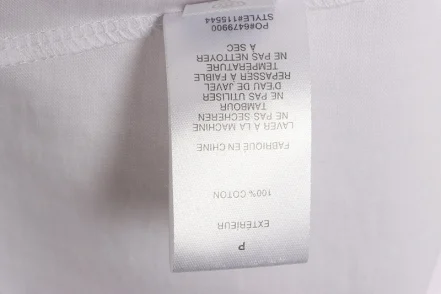 P
EXTÉRIEUR
100% COTON
FABRIQUÉ EN CHINE
LAVER À LA MACHINE
NE PAS SÉCHER EN
TAMBOUR
NE PAS UTILISER
D'EAU DE JAVEL
REPASSER À FAIBLE
TEMPÉRATURE
NE PAS NETTOYER
À SEC
PO#6479900
STYLE#115544